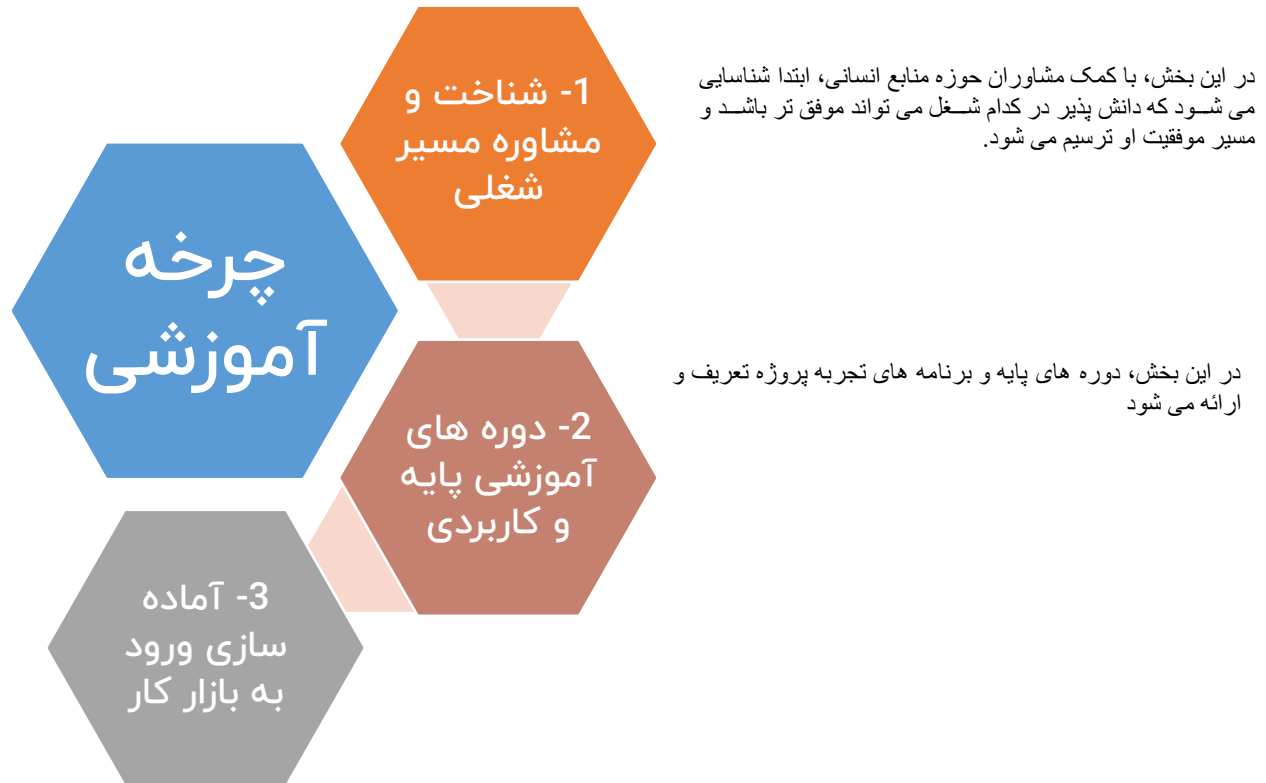 چرخه
آموزشی
1- شناخت و
مشاوره مسیر
شغلی
در این بخش، با کمک مشاوران حوزه منابع انسانی، ابتدا شناسایی
می شــود که دانش پذیر در کدام شــغل می تواند موفق تر باشــد و
مسیر موفقیت او ترسیم می شود.
2- دوره های
آموزشی پایه
و کاربردی
در این بخش، دوره های پایه و برنامه های تجربه پروژه تعریف و
ارائه می شود
3- آماده
سازی ورود
به بازار کار